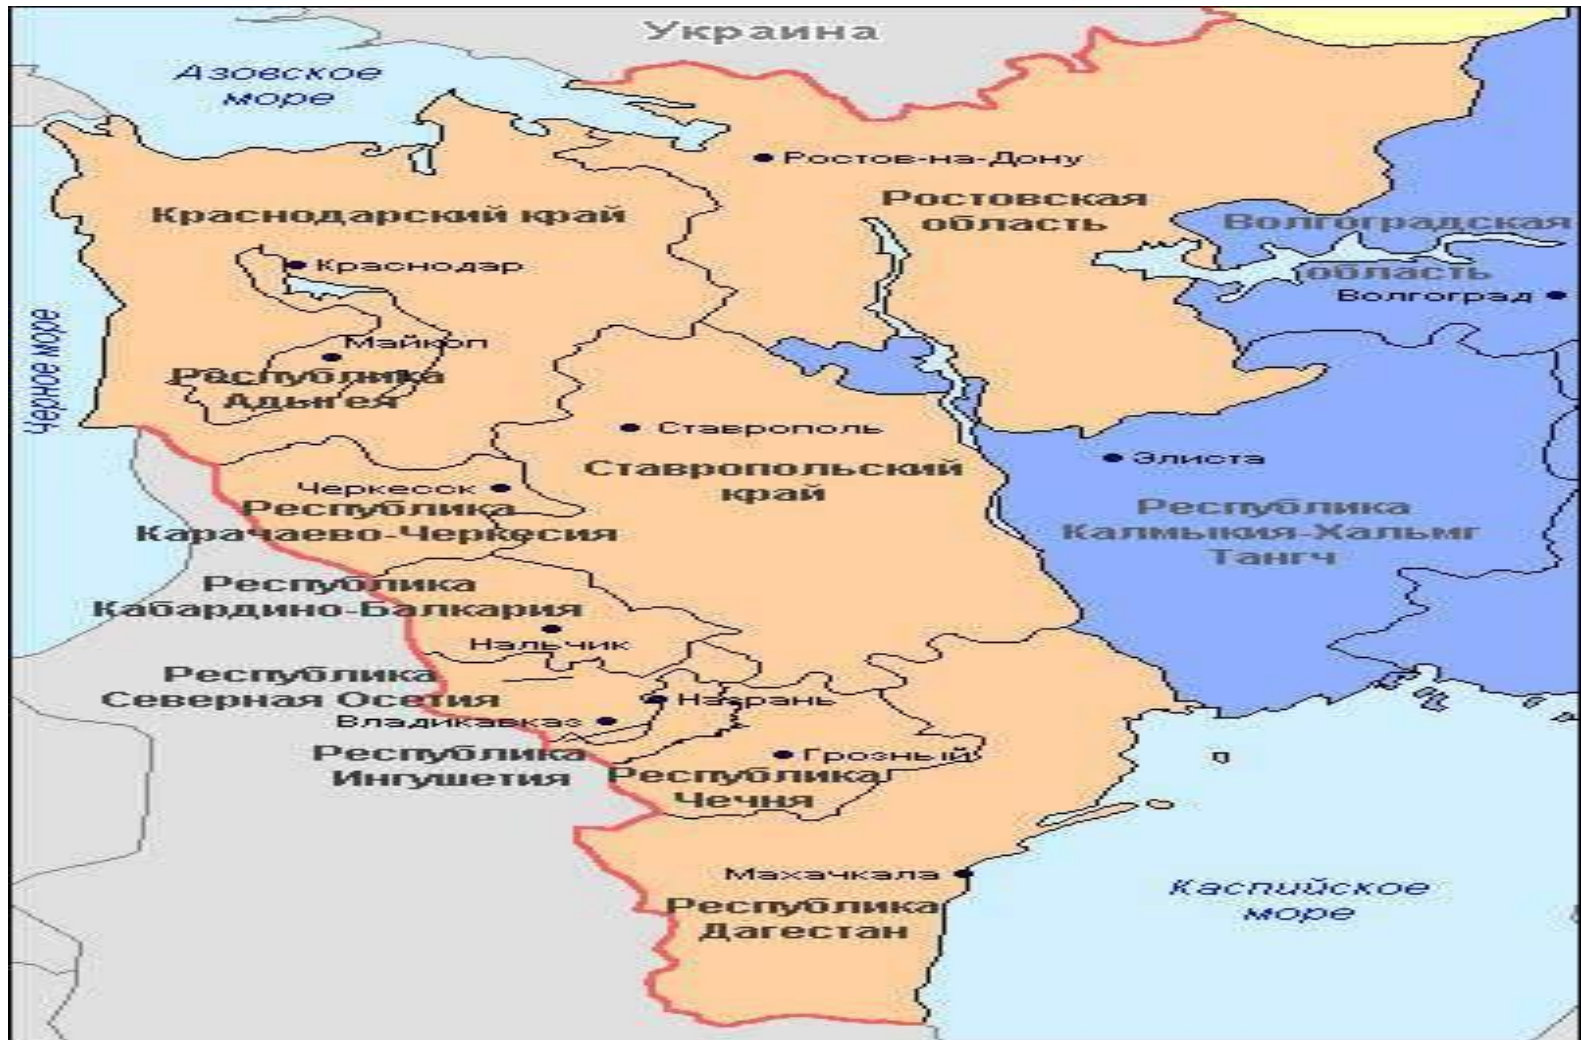 Украина
Азовское
море
Ростов-на-Дону
Ростовская
область
Краснодарский край
Волгоградская
область
Краснодар
Волгоград
Черное море
Майкоп
Республика
Адыгея
Ставрополь
Ставропольский
край
Элиста
Черкесск
Республика
Карачаево-Черкесия
Республика
Калмыкия-Хальмг
Тангч
Республика
Кабардино-Балкария
Нальчик
Республика
Северная Осетия
Назрань
Владикавказ
Республика
Ингушетия
Грозный
Республика
Чечня
Махачкала
Республика
Дагестан
Каспийское
море